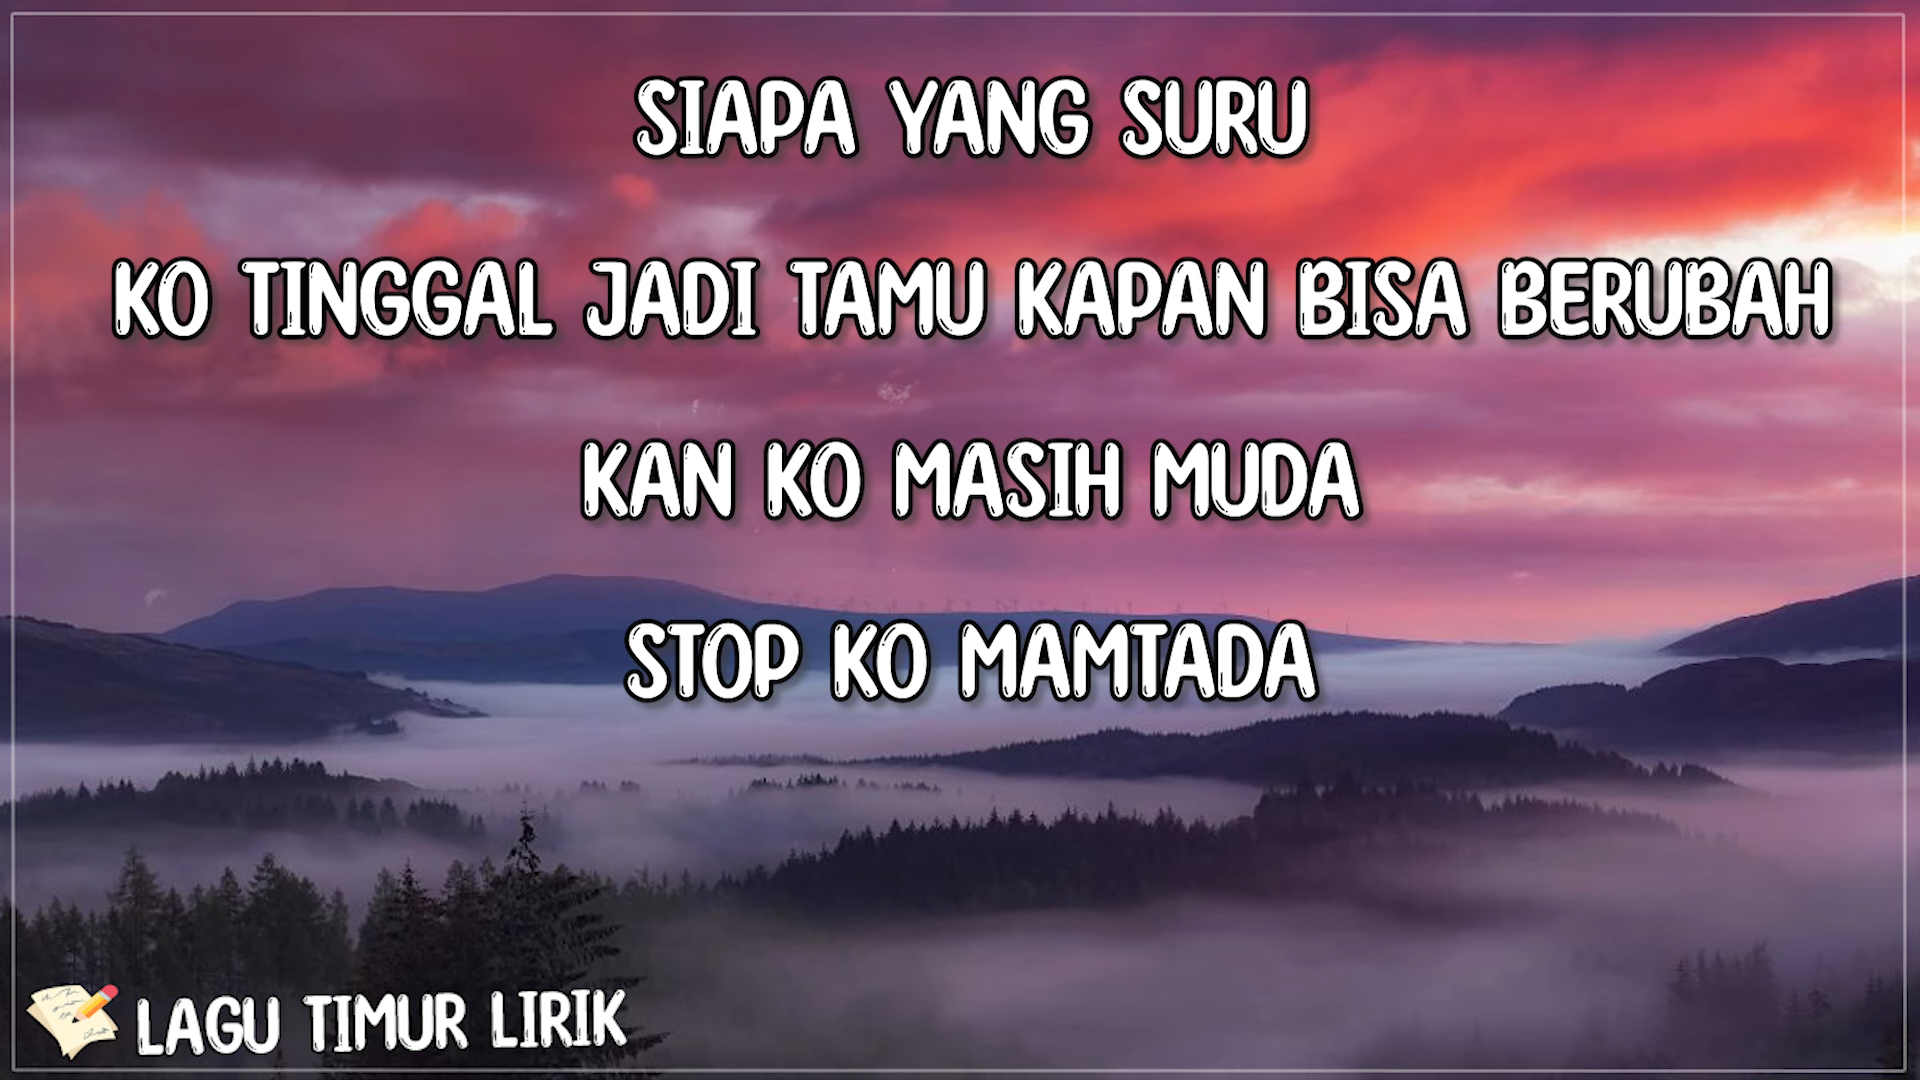 SIAPA YANG SURU
KO TINGGAL JADI TAMU KAPAN BISA BERUBAH
KAN KO MASIH MUDA
STOP KO MAMTADA
LAGU TIMUR LIRIK